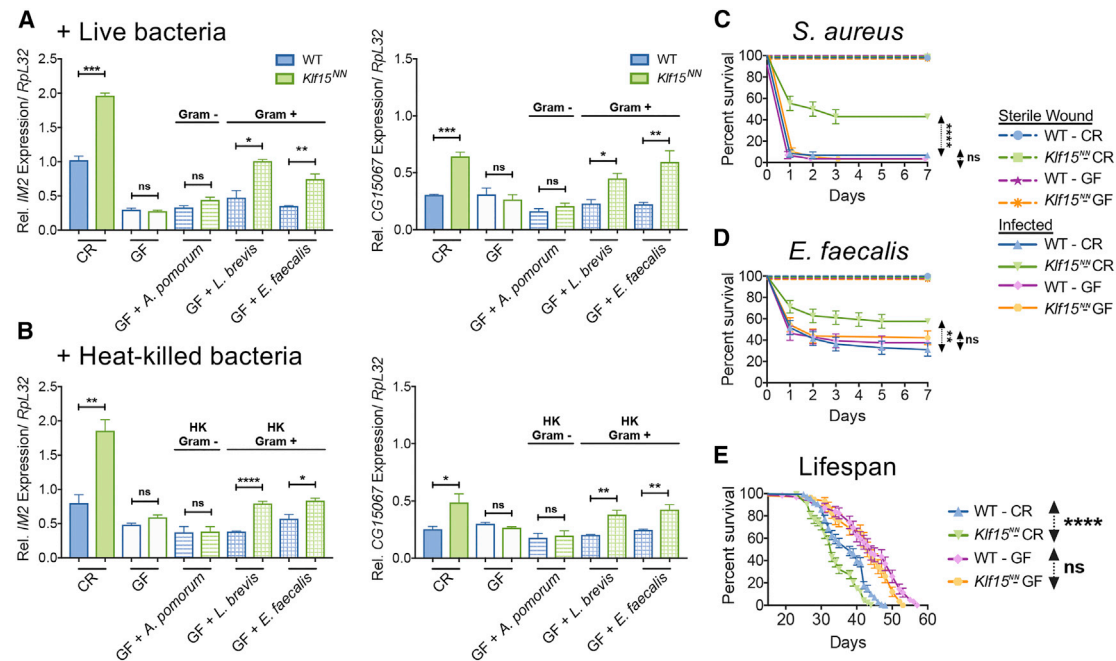 A
+ Live bacteria
Rel. IM2 Expression/ RpL32
2.5
2.0
1.5
1.0
0.5
0.0
WT
Klf15NN
Gram -
Gram +
***
ns
ns
*
**
CR
GF
GF + A. pomorum
GF + L. brevis
GF + E. faecalis
Rel. CG15067 Expression/ RpL32
1.5
1.0
0.5
0.0
WT
Klf15NN
Gram -
Gram +
***
ns
ns
*
**
CR
GF
GF + A. pomorum
GF + L. brevis
GF + E. faecalis
B
+ Heat-killed bacteria
Rel. IM2 Expression/ RpL32
2.5
2.0
1.5
1.0
0.5
0.0
HK
Gram -
HK
Gram +
**
ns
ns
****
*
CR
GF
GF + A. pomorum
GF + L. brevis
GF + E. faecalis
Rel. CG15067 Expression/ RpL32
1.5
1.0
0.5
0.0
HK
Gram -
HK
Gram +
*
ns
ns
**
**
CR
GF
GF + A. pomorum
GF + L. brevis
GF + E. faecalis
C
S. aureus
Percent survival
100
80
60
40
20
0
0 1 2 3 4 5 6 7
Days
****
ns
Sterile Wound
WT - CR
Klf15NN CR
WT - GF
Klf15NN GF
Infected
WT - CR
Klf15NN CR
WT - GF
Klf15NN GF
D
E. faecalis
Percent survival
100
80
60
40
20
0
0 1 2 3 4 5 6 7
Days
**
ns
E
Lifespan
Percent survival
100
80
60
40
20
0
20 30 40 50 60
Days
WT - CR
Klf15NN CR
WT - GF
Klf15NN GF
****
ns